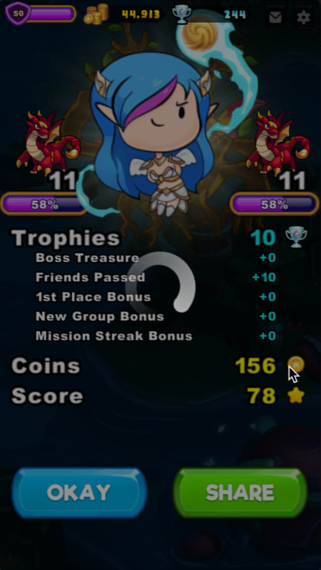 50 44,913 244
11 11
58% 58%
Trophies 10
Boss Treasure +0
Friends Passed +10
1st Place Bonus +0
New Group Bonus +0
Mission Streak Bonus +0
Coins 156
Score 78
OKAY SHARE